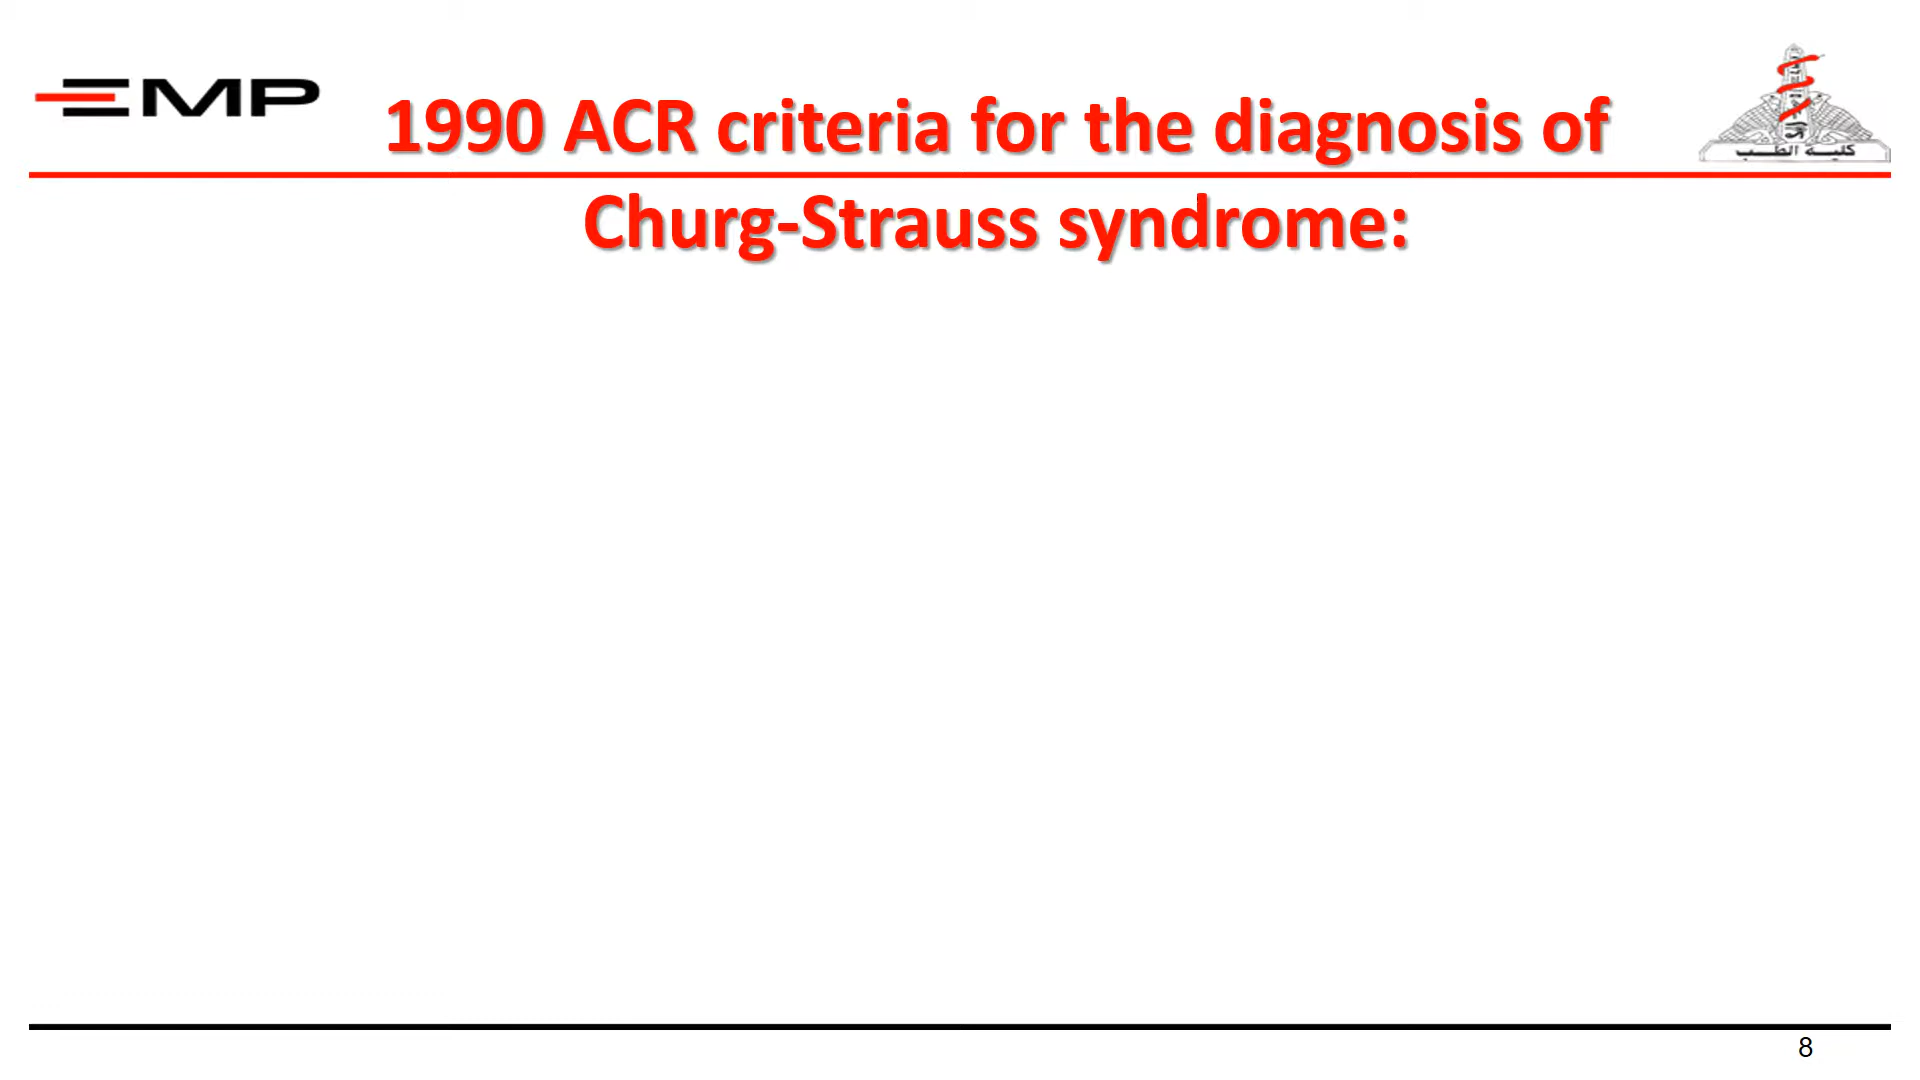 EMP
1990 ACR criteria for the diagnosis of
Churg-Strauss syndrome:
كلية الطب
8